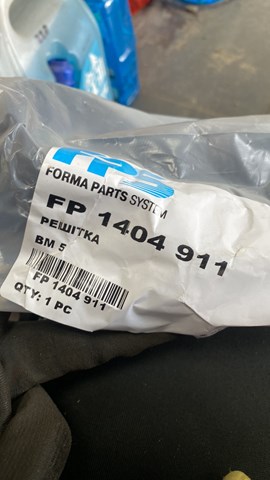 FPS
FORMA PARTS SYSTEM
FP 1404 911
РЕШІТКА
BM 5
FP 1404 911
QTY: 1 PC